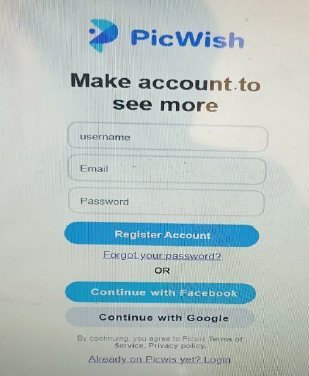 PicWish
Make account to
see more
username
Email
Password
Register Account
Forgot your password?
OR
Continue with Facebook
Continue with Google
By continuing, you agree to Picwis Terms of
Service, Privacy policy.
Already on Picwis yet? Login